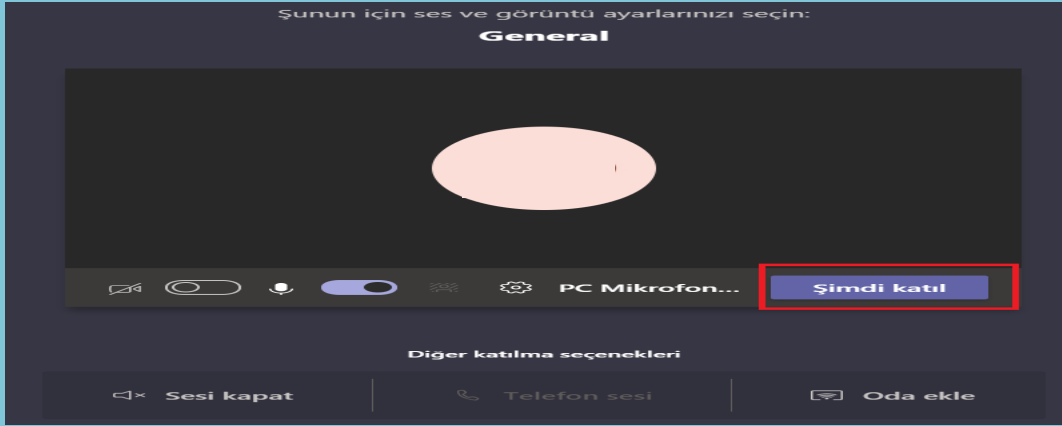 Şunun için ses ve görüntü ayarlarınızı seçin:
General
PC Mikrofon... Şimdi katıl
Diğer katılma seçenekleri
Sesi kapat Telefon sesi Oda ekle